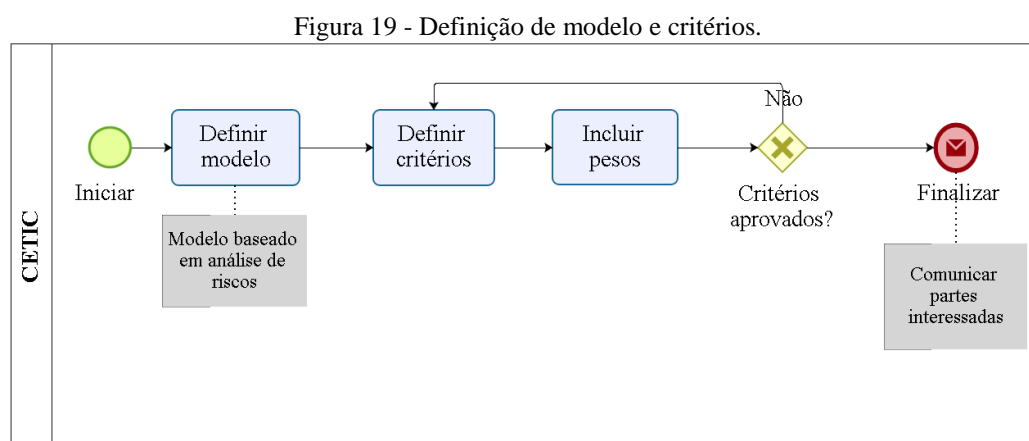 Figura 19 - Definição de modelo e critérios.
CETIC
Iniciar
Definir
modelo
Modelo baseado
em análise de
riscos
Definir
critérios
Incluir
pesos
Não
Critérios
aprovados?
Finalizar
Comunicar
partes
interessadas